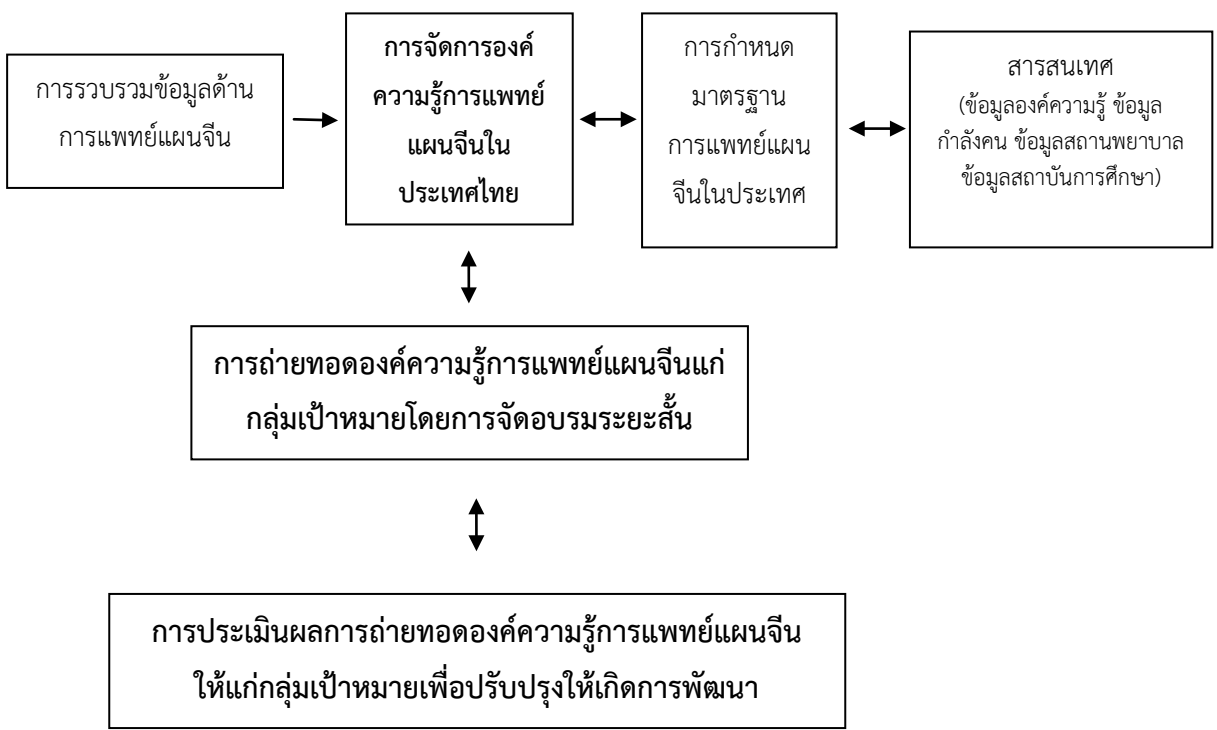 การรวบรวมข้อมูลด้าน
การแพทย์แผนจีน
การจัดการองค์
ความรู้การแพทย์
แผนจีนใน
ประเทศไทย
การกำหนด
มาตรฐาน
การแพทย์แผน
จีนในประเทศ
สารสนเทศ
(ข้อมูลองค์ความรู้ ข้อมูล
กำลังคน ข้อมูลสถานพยาบาล
ข้อมูลสถาบันการศึกษา)
การถ่ายทอดองค์ความรู้การแพทย์แผนจีนแก่
กลุ่มเป้าหมายโดยการจัดอบรมระยะสั้น
การประเมินผลการถ่ายทอดองค์ความรู้การแพทย์แผนจีน
ให้แก่กลุ่มเป้าหมายเพื่อปรับปรุงให้เกิดการพัฒนา